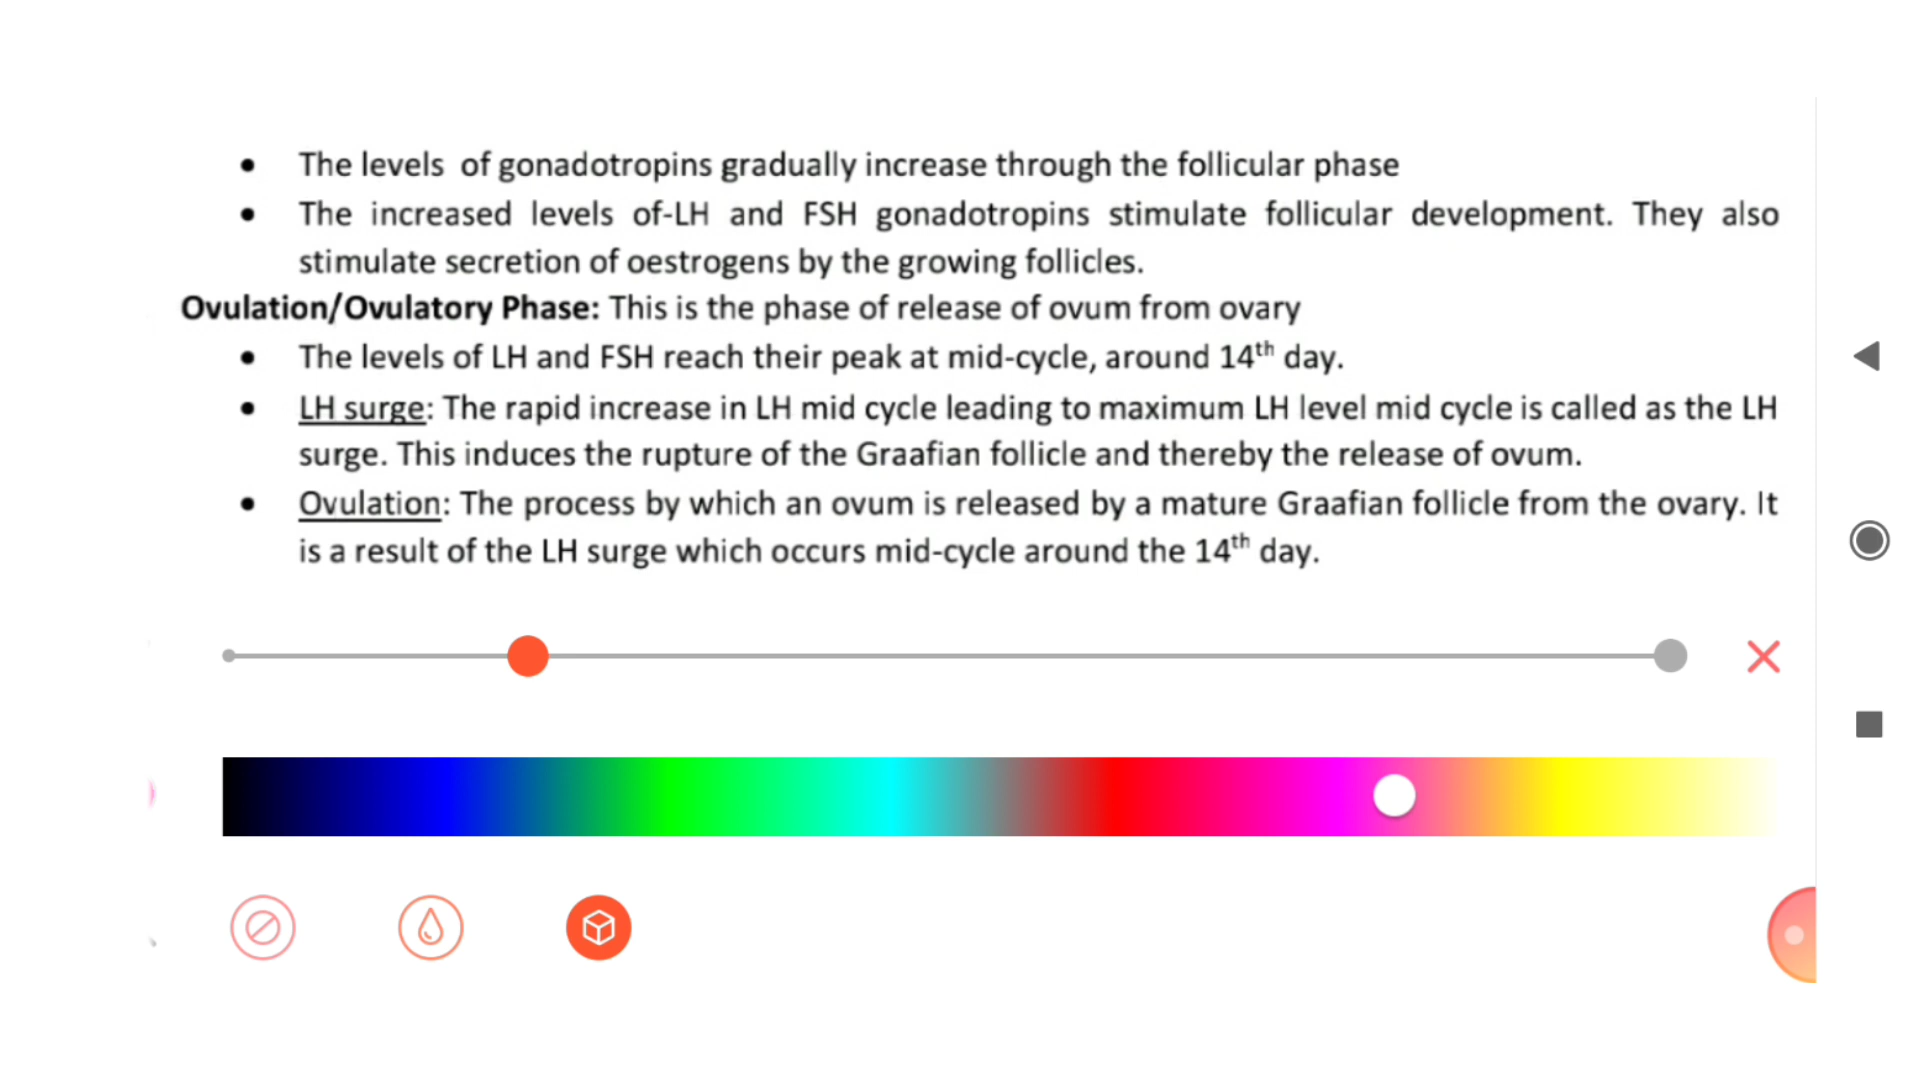 • The levels of gonadotropins gradually increase through the follicular phase
• The increased levels of-LH and FSH gonadotropins stimulate follicular development. They also
stimulate secretion of oestrogens by the growing follicles.
Ovulation/Ovulatory Phase: This is the phase of release of ovum from ovary
• The levels of LH and FSH reach their peak at mid-cycle, around 14th day.
• LH surge: The rapid increase in LH mid cycle leading to maximum LH level mid cycle is called as the LH
surge. This induces the rupture of the Graafian follicle and thereby the release of ovum.
• Ovulation: The process by which an ovum is released by a mature Graafian follicle from the ovary. It
is a result of the LH surge which occurs mid-cycle around the 14th day.